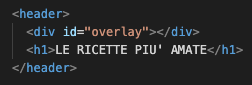 <header>
<div id="overlay"></div>
<h1>LE RICETTE PIU' AMATE</h1>
</header>